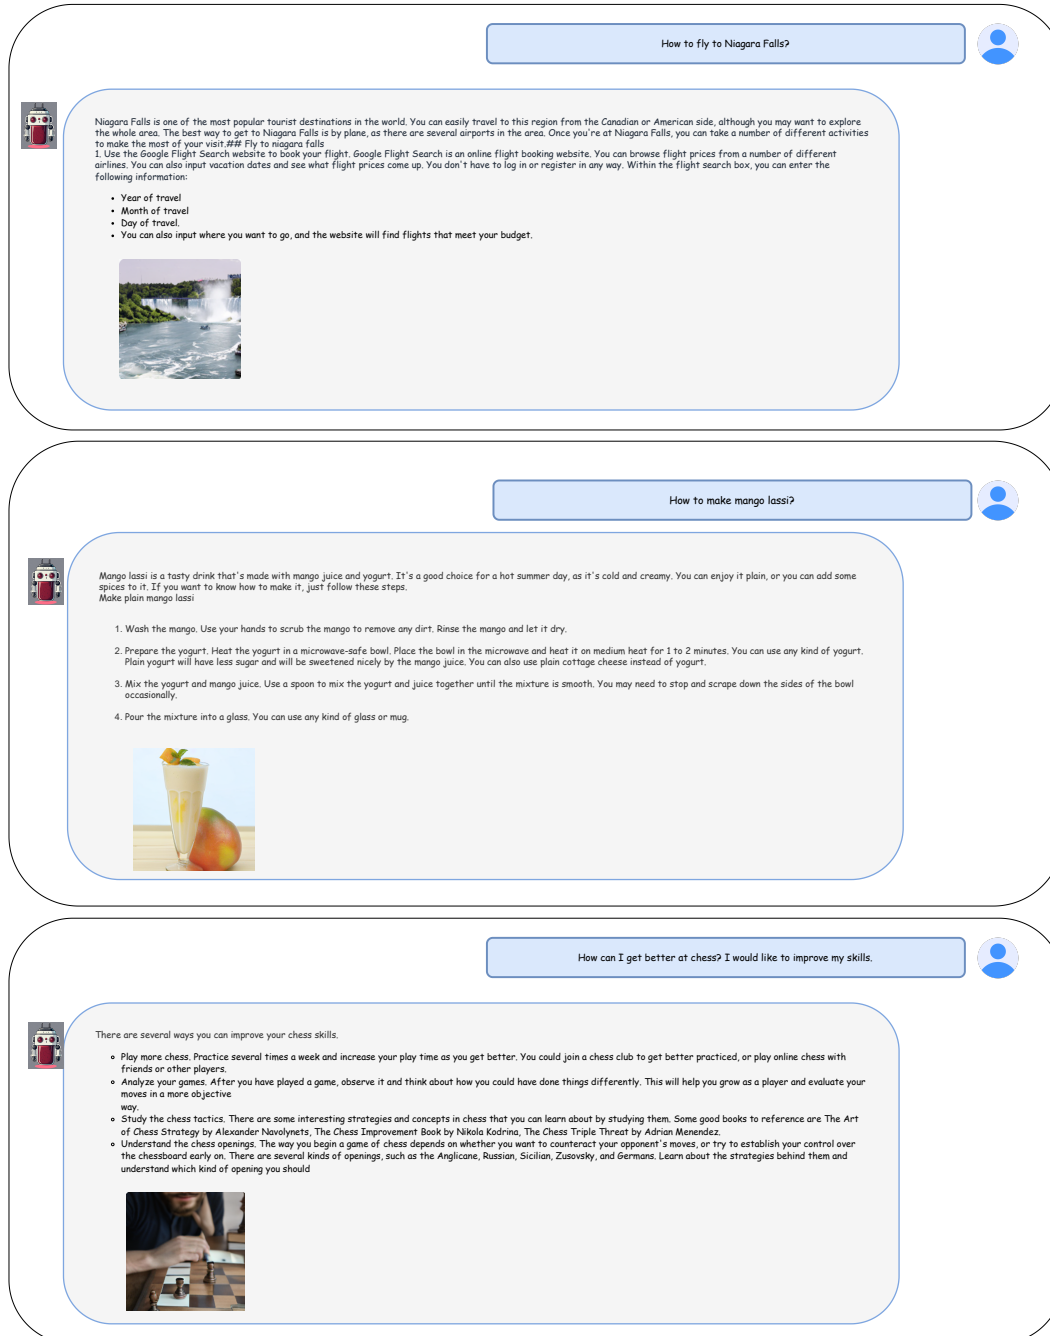 How to fly to Niagara Falls?
Niagara Falls is one of the most popular tourist destinations in the world. You can easily travel to this region from the Canadian or American side, although you may want to explore
the whole area. The best way to get to Niagara Falls is by plane, as there are several airports in the area. Once you're at Niagara Falls, you can take a number of different activities
to make the most of your visit.## Fly to niagara falls
1. Use the Google Flight Search website to book your flight. Google Flight Search is an online flight booking website. You can browse flight prices from a number of different
airlines. You can also input vacation dates and see what flight prices come up. You don't have to log in or register in any way. Within the flight search box, you can enter the
following information:
• Year of travel
• Month of travel
• Day of travel.
• You can also input where you want to go, and the website will find flights that meet your budget.
How to make mango lassi?
Mango lassi is a tasty drink that's made with mango juice and yogurt. It's a good choice for a hot summer day, as it's cold and creamy. You can enjoy it plain, or you can add some
spices to it. If you want to know how to make it, just follow these steps.
Make plain mango lassi
1. Wash the mango. Use your hands to scrub the mango to remove any dirt. Rinse the mango and let it dry.
2. Prepare the yogurt. Heat the yogurt in a microwave-safe bowl. Place the bowl in the microwave and heat it on medium heat for 1 to 2 minutes. You can use any kind of yogurt.
Plain yogurt will have less sugar and will be sweetened nicely by the mango juice. You can also use plain cottage cheese instead of yogurt.
3. Mix the yogurt and mango juice. Use a spoon to mix the yogurt and juice together until the mixture is smooth. You may need to stop and scrape down the sides of the bowl
occasionally.
4. Pour the mixture into a glass. You can use any kind of glass or mug.
How can I get better at chess? I would like to improve my skills.
There are several ways you can improve your chess skills.
Play more chess. Practice several times a week and increase your play time as you get better. You could join a chess club to get better practiced, or play online chess with
friends or other players.
Analyze your games. After you have played a game, observe it and think about how you could have done things differently. This will help you grow as a player and evaluate your
moves in a more objective
way.
Study the chess tactics. There are some interesting strategies and concepts in chess that you can learn about by studying them. Some good books to reference are The Art
of Chess Strategy by Alexander Navolynets, The Chess Improvement Book by Nikola Kodrina, The Chess Triple Threat by Adrian Menendez.
Understand the chess openings. The way you begin a game of chess depends on whether you want to counteract your opponent's moves, or try to establish your control over
the chessboard early on. There are several kinds of openings, such as the Anglicane, Russian, Sicilian, Zusovsky, and Germans. Learn about the strategies behind them and
understand which kind of opening you should